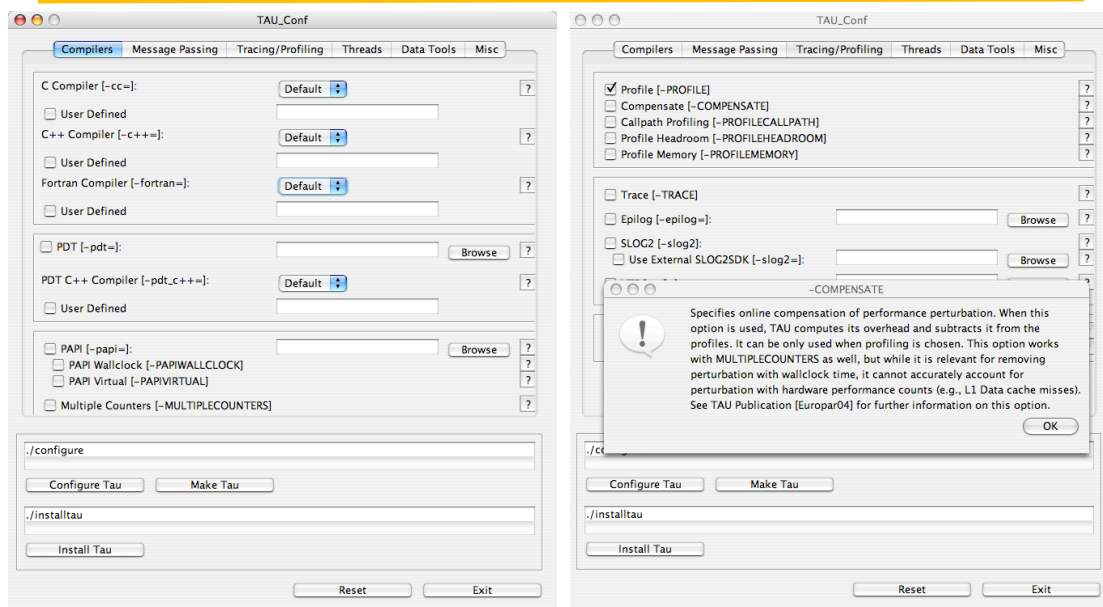 TAU_Conf
Compilers Message Passing Tracing/Profiling Threads Data Tools Misc
C Compiler [-cc=]: Default ?
User Defined
C++ Compiler [-c++=]: Default ?
User Defined
Fortran Compiler [-fortran=]: Default ?
User Defined
PDT [-pdt=]: Browse ?
PDT C++ Compiler [-pdt_c++=]: Default ?
User Defined
PAPI [-papi=]: Browse ?
PAPI Wallclock [-PAPIWALLCLOCK] ?
PAPI Virtual [-PAPIVIRTUAL] ?
Multiple Counters [-MULTIPLECOUNTERS] ?
./configure
Configure Tau Make Tau
./installtau
Install Tau
Reset Exit
TAU_Conf
Compilers Message Passing Tracing/Profiling Threads Data Tools Misc
Profile [-PROFILE] ?
Compensate [-COMPENSATE] ?
Callpath Profiling [-PROFILECALLPATH] ?
Profile Headroom [-PROFILEHEADROOM] ?
Profile Memory [-PROFILEMEMORY] ?
Trace [-TRACE] ?
Epilog [-epilog=]: Browse ?
SLOG2 [-slog2]: ?
Use External SLOG2SDK [-slog2=]: Browse ?
-COMPENSATE
Specifies online compensation of performance perturbation. When this
option is used, TAU computes its overhead and subtracts it from the
profiles. It can be only used when profiling is chosen. This option works
with MULTIPLECOUNTERS as well, but while it is relevant for removing
perturbation with wallclock time, it cannot accurately account for
perturbation with hardware performance counts (e.g., L1 Data cache misses).
See TAU Publication [Europar04] for further information on this option.
OK
Configure Tau Make Tau
./installtau
Install Tau
Reset Exit